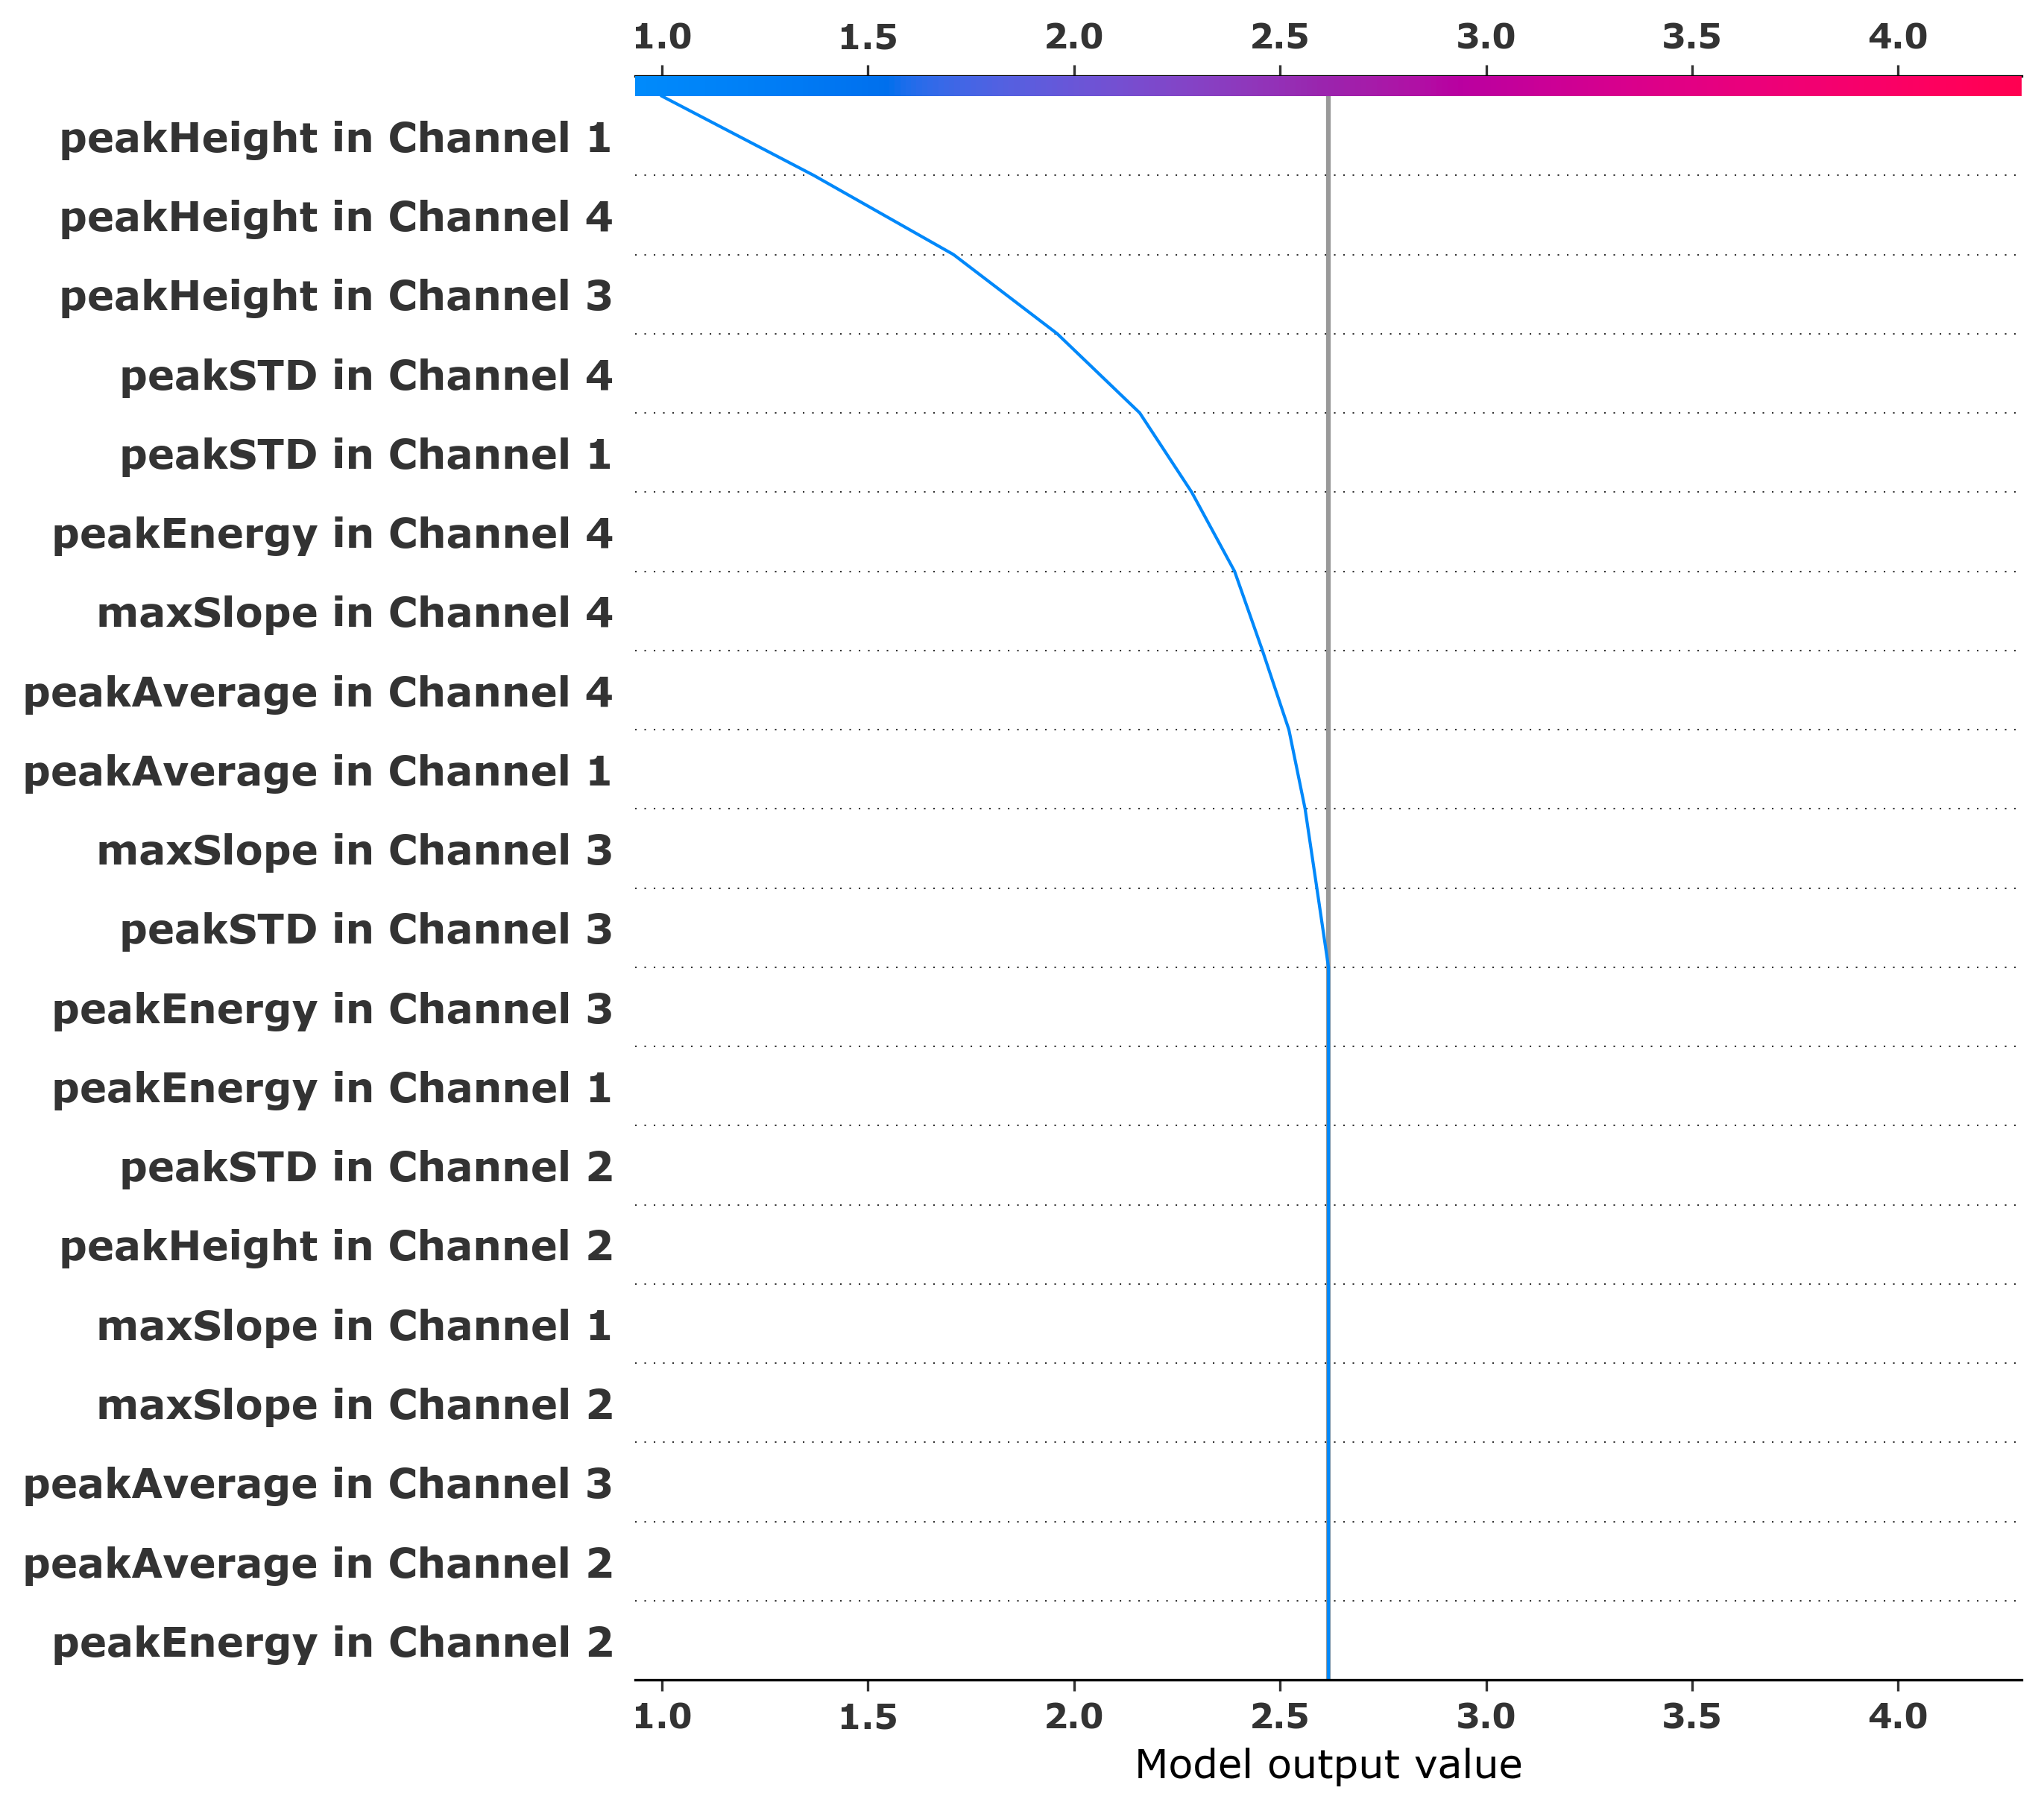 1.0 1.5 2.0 2.5 3.0 3.5 4.0
peakHeight in Channel 1
peakHeight in Channel 4
peakHeight in Channel 3
peakSTD in Channel 4
peakSTD in Channel 1
peakEnergy in Channel 4
maxSlope in Channel 4
peakAverage in Channel 4
peakAverage in Channel 1
maxSlope in Channel 3
peakSTD in Channel 3
peakEnergy in Channel 3
peakEnergy in Channel 1
peakSTD in Channel 2
peakHeight in Channel 2
maxSlope in Channel 1
maxSlope in Channel 2
peakAverage in Channel 3
peakAverage in Channel 2
peakEnergy in Channel 2
1.0 1.5 2.0 2.5 3.0 3.5 4.0
Model output value